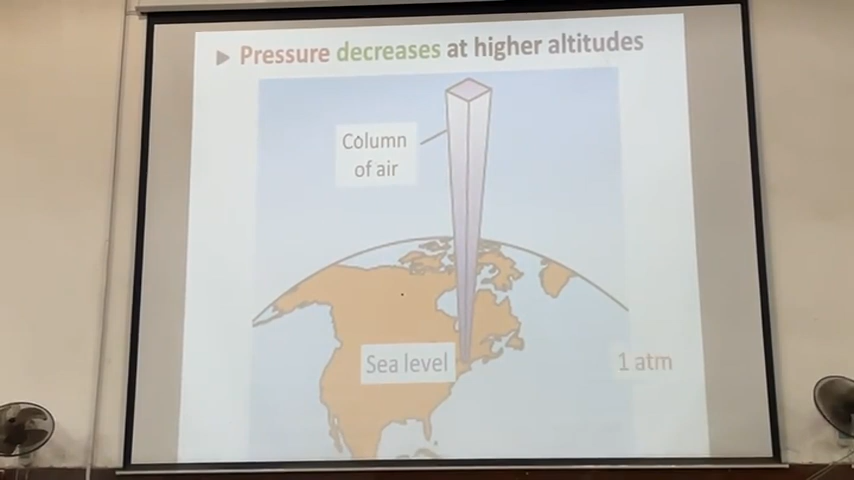 Pressure decreases at higher altitudes
Column
of air
Sea level
1 atm